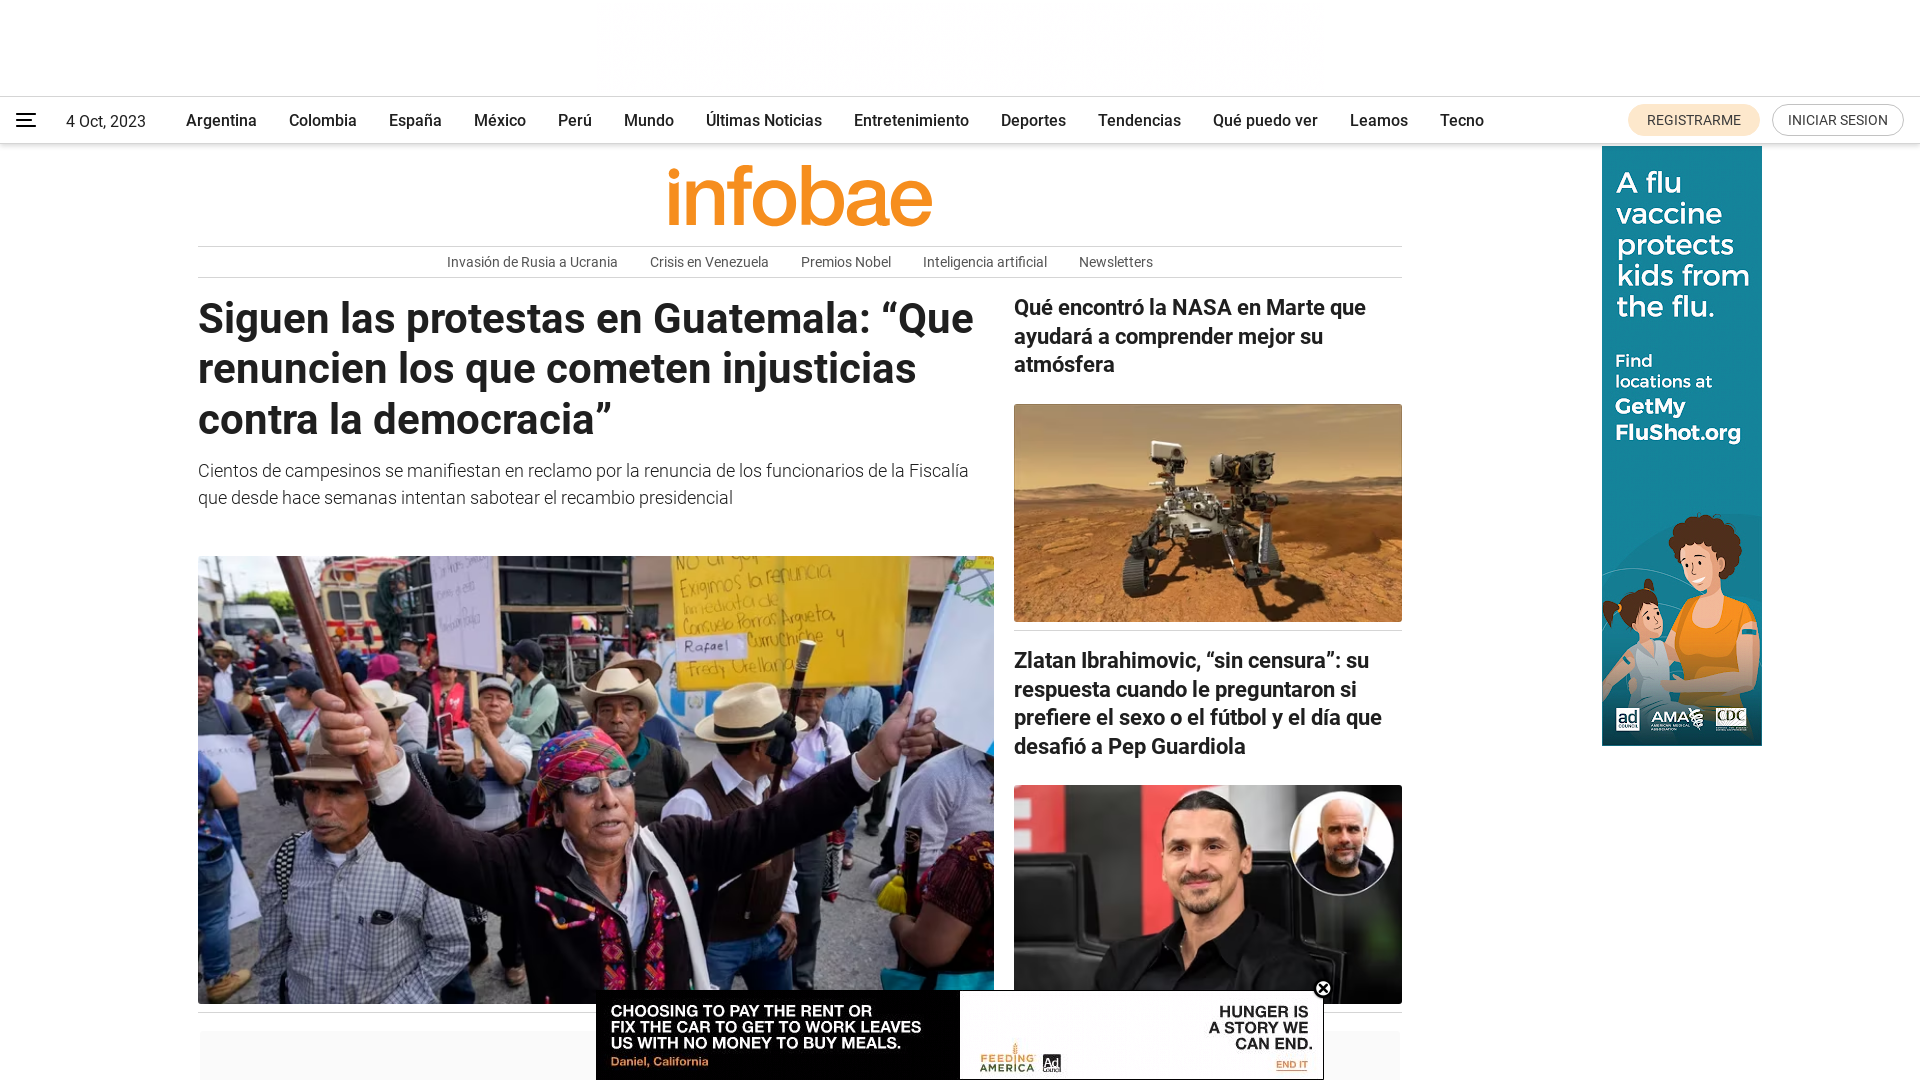 4 Oct, 2023
Argentina
Colombia
España
México
Perú
Mundo
Últimas Noticias
Entretenimiento
Deportes
Tendencias
Qué puedo ver
Leamos
Tecno
REGISTRARME
INICIAR SESION
infobae
Invasión de Rusia a Ucrania
Crisis en Venezuela
Premios Nobel
Inteligencia artificial
Newsletters
Siguen las protestas en Guatemala: “Que
renuncien los que cometen injusticias
contra la democracia”
Cientos de campesinos se manifiestan en reclamo por la renuncia de los funcionarios de la Fiscalía
que desde hace semanas intentan sabotear el recambio presidencial
Exigimos la renuncia
inmediata de
Consuelo Porras Argueta,
Rafael Curruchiche y
Fredy Orellana
Qué encontró la NASA en Marte que
ayudará a comprender mejor su
atmósfera
Zlatan Ibrahimovic, “sin censura”: su
respuesta cuando le preguntaron si
prefiere el sexo o el fútbol y el día que
desafió a Pep Guardiola
A flu
vaccine
protects
kids from
the flu.
Find
locations at
GetMy
FluShot.org
ad
COUNCIL
AMA
AMERICAN MEDICAL
ASSOCIATION
CDC
CHOOSING TO PAY THE RENT OR
FIX THE CAR TO GET TO WORK LEAVES
US WITH NO MONEY TO BUY MEALS.
Daniel, California
FEEDING
AMERICA
Ad
COUNCIL
HUNGER IS
A STORY WE
CAN END.
END IT